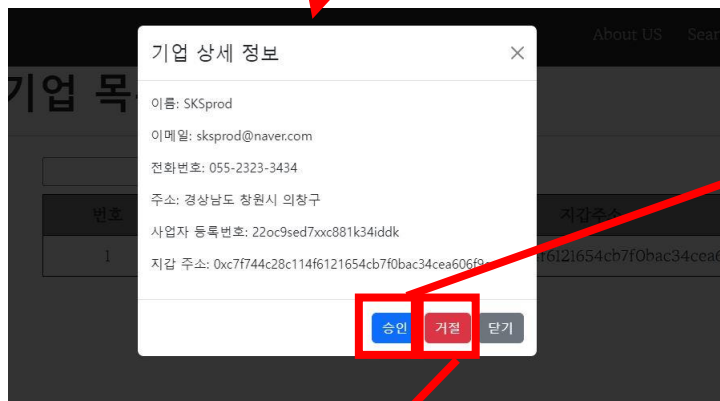 About US Sear
기업 목
기업 상세 정보
이름: SKSprod
이메일: sksprod@naver.com
전화번호: 055-2323-3434
주소: 경상남도 창원시 의창구
사업자 등록번호: 22oc9sed7xxc881k34iddk
지갑 주소: 0xc7f744c28c114f6121654cb7f0bac34cea606f9
번호 지갑주소
1 f6121654cb7f0bac34cea6
승인 거절 닫기